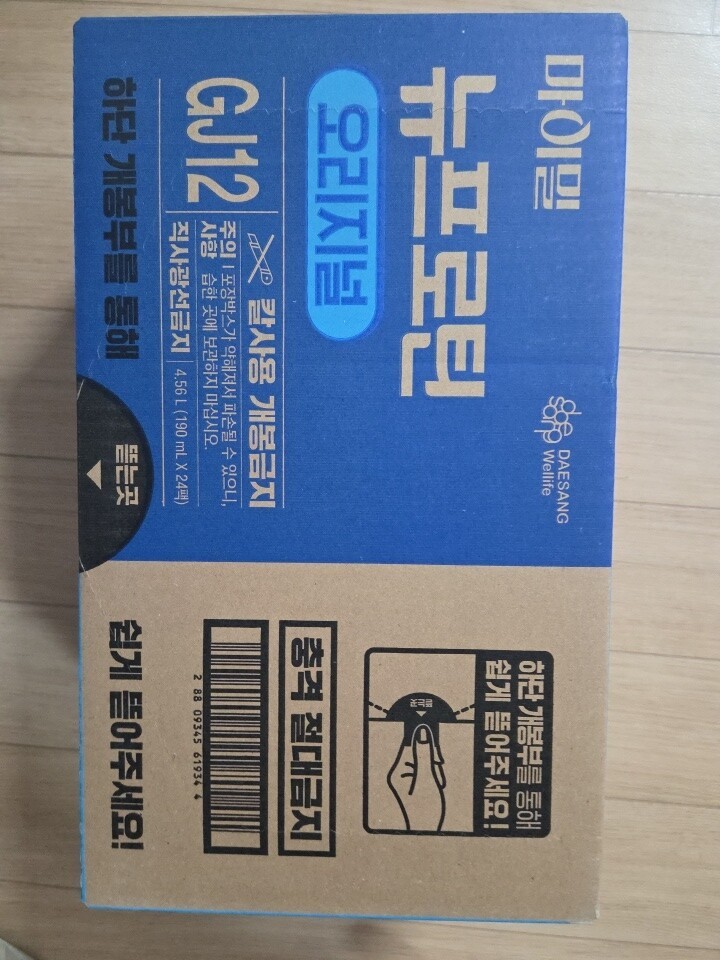 마이밀
뉴프로틴
오리지널
DAESANG
Wellife
GJ12
칼사용 개봉금지
주의
사항
포장박스가 약해져서 파손될 수 있으니,
습한 곳에 보관하지 마십시오.
직사광선금지
4.56 L (190 mL X 24팩)
하단 개봉부를 통해
뜯는곳
쉽게 뜯어주세요!
하단 개봉부를 통해
쉽게 뜯어주세요!
뜯는곳
충격 절대금지
2 88 09345 61934 4